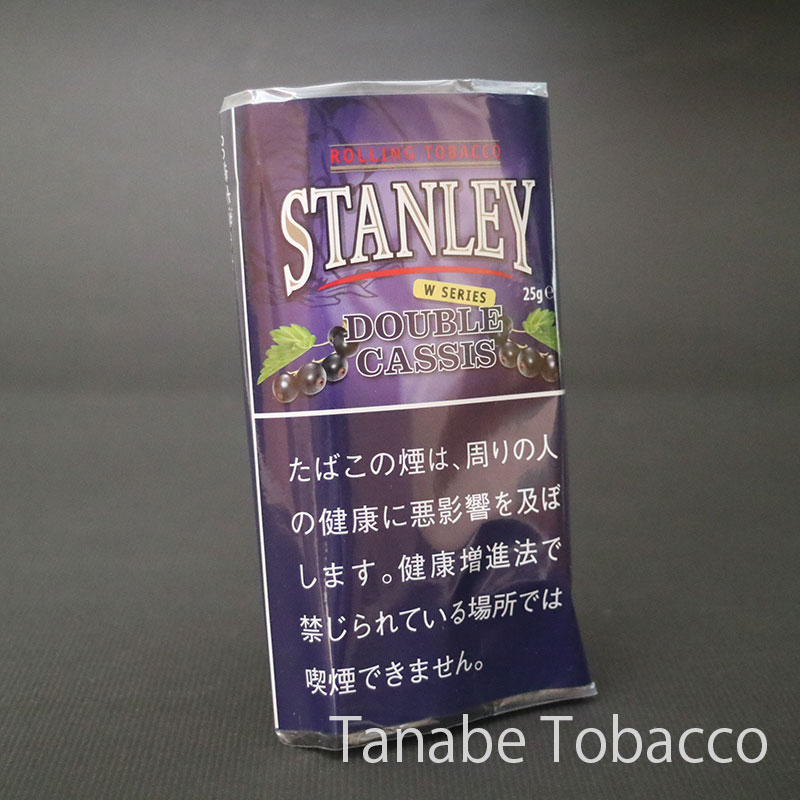 ROLLING TOBACCO
STANLEY
W SERIES
25g℮
DOUBLE
CASSIS
たばこの煙は、周りの人
の健康に悪影響を及ぼ
します。健康増進法で
禁じられている場所では
喫煙できません。
Tanabe Tobacco